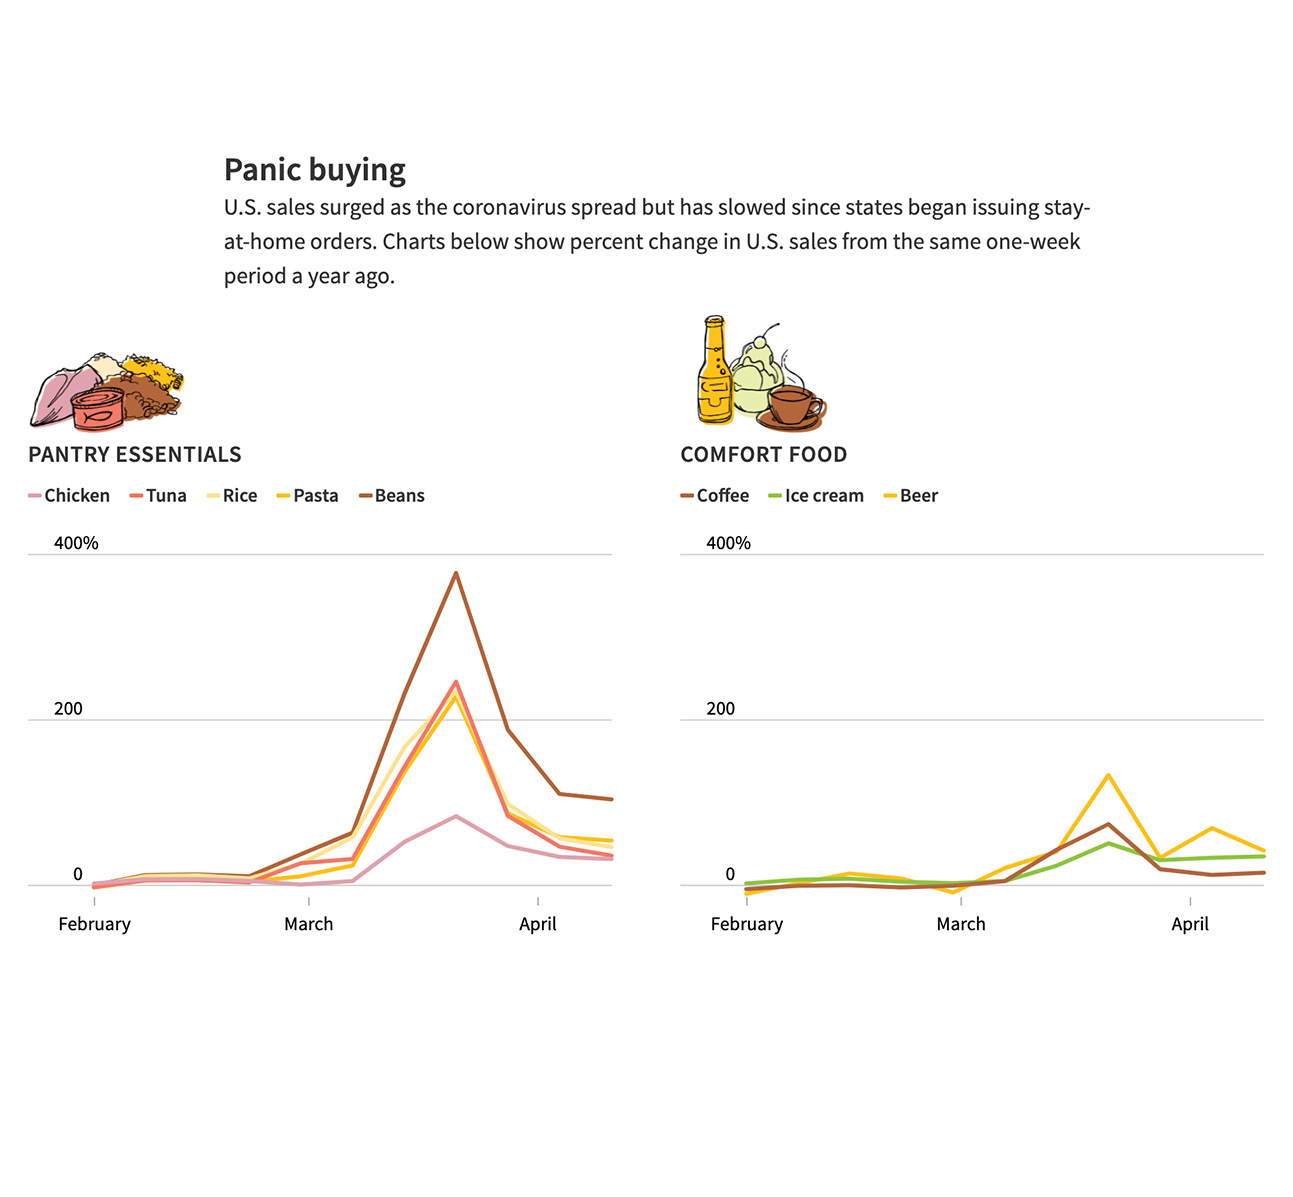 Panic buying
U.S. sales surged as the coronavirus spread but has slowed since states began issuing stay-
at-home orders. Charts below show percent change in U.S. sales from the same one-week
period a year ago.
PANTRY ESSENTIALS
Chicken Tuna Rice Pasta Beans
400%
200
0
February March April
COMFORT FOOD
Coffee Ice cream Beer
400%
200
0
February March April